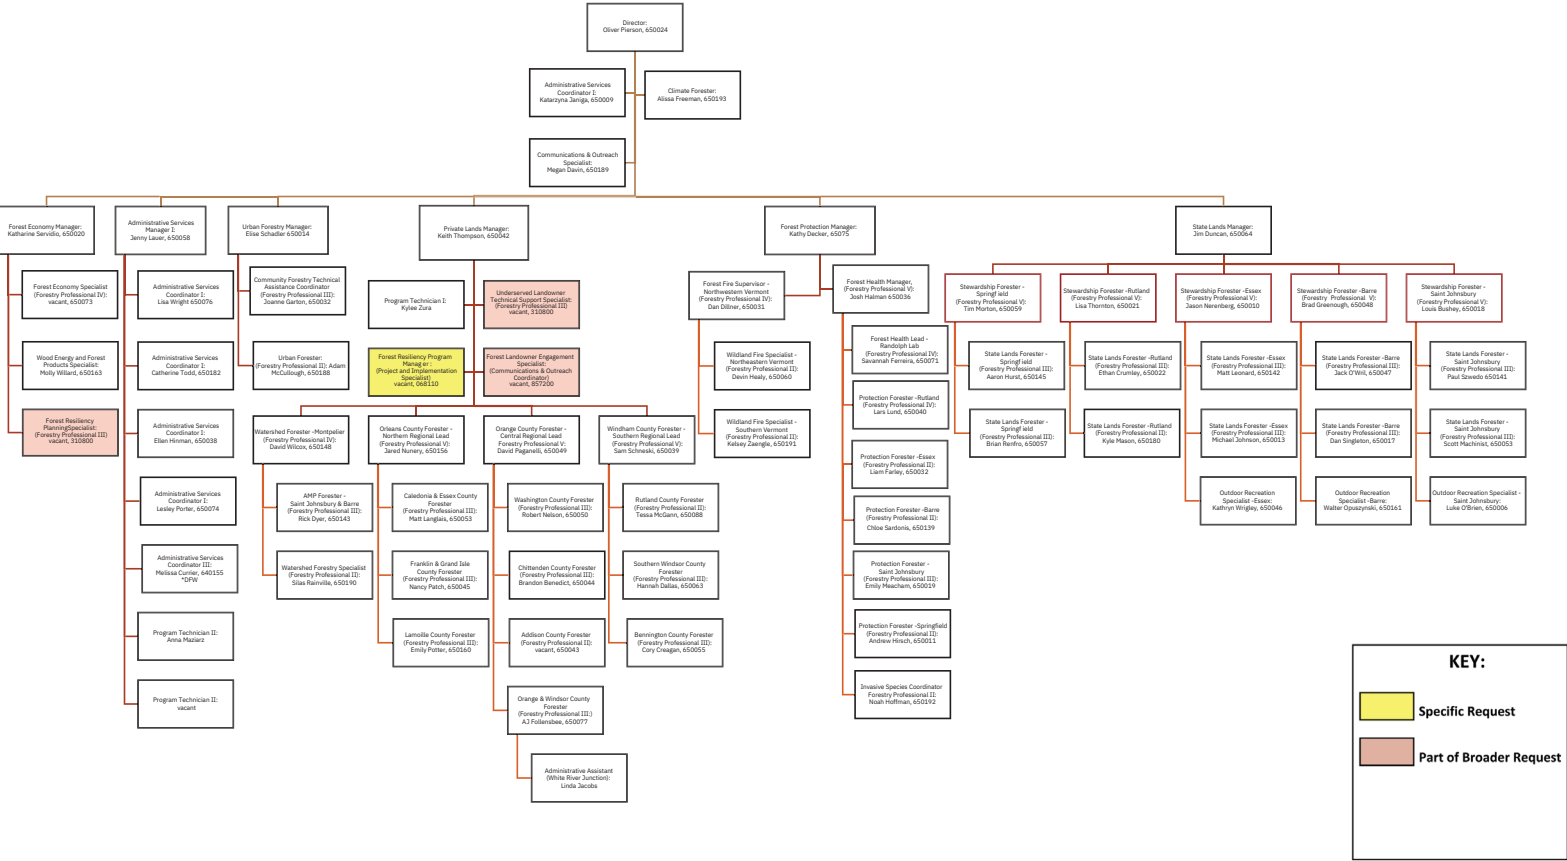 Director:
Oliver Pierson, 650024
Administrative Services
Coordinator I:
Katarzyna Janiga, 650009
Climate Forester:
Alissa Freeman, 650193
Communications & Outreach
Specialist:
Megan Davin, 650189
Forest Economy Manager:
Katharine Servidio, 650020
Administrative Services
Manager I:
Jenny Lauer, 650058
Urban Forestry Manager:
Elise Schadler 650014
Private Lands Manager:
Keith Thompson, 650042
Forest Protection Manager:
Kathy Decker, 65075
State Lands Manager:
Jim Duncan, 650064
Forest Economy Specialist
(Forestry Professional IV):
vacant, 650073
Wood Energy and Forest
Products Specialist:
Molly Willard, 650163
Forest Resiliency
PlanningSpecialist:
(Forestry Professional III)
vacant, 310800
Administrative Services
Coordinator I:
Lisa Wright 650076
Administrative Services
Coordinator I:
Catherine Todd, 650182
Administrative Services
Coordinator I:
Ellen Hinman, 650038
Administrative Services
Coordinator I:
Lesley Porter, 650074
Administrative Services
Coordinator III:
Melissa Currier, 640155
*DFW
Program Technician II:
Anna Maziarz
Program Technician II:
vacant
Community Forestry Technical
Assistance Coordinator
(Forestry Professional III):
Joanne Garton, 650032
Urban Forester:
(Forestry Professional II): Adam
McCullough, 650188
Program Technician I:
Kylee Zura
Underserved Landowner
Technical Support Specialist:
(Forestry Professional III)
vacant, 310800
Forest Resiliency Program
Manager :
(Project and Implementation
Specialist)
vacant, 068110
Forest Landowner Engagement
Specialist:
(Communications & Outreach
Coordinator)
vacant, 857200
Watershed Forester -Montpelier
(Forestry Professional IV):
David Wilcox, 650148
AMP Forester -
Saint Johnsbury & Barre
(Forestry Professional III):
Rick Dyer, 650143
Watershed Forestry Specialist
(Forestry Professional II):
Silas Rainville, 650190
Orleans County Forester -
Northern Regional Lead
(Forestry Professional V):
Jared Nunery, 650156
Caledonia & Essex County
Forester
(Forestry Professional III):
Matt Langlais, 650053
Franklin & Grand Isle
County Forester
(Forestry Professional III):
Nancy Patch, 650045
Lamoille County Forester
(Forestry Professional III):
Emily Potter, 650160
Orange County Forester -
Central Regional Lead
Forestry Professional V:
David Paganelli, 650049
Washington County Forester
(Forestry Professional III):
Robert Nelson, 650050
Chittenden County Forester
(Forestry Professional III):
Brandon Benedict, 650044
Addison County Forester
(Forestry Professional II):
vacant, 650043
Orange & Windsor County
Forester
(Forestry Professional III:)
AJ Follensbee, 650077
Administrative Assistant
(White River Junction):
Linda Jacobs
Windham County Forester -
Southern Regional Lead
(Forestry Professional V):
Sam Schneski, 650039
Rutland County Forester
(Forestry Professional II):
Tessa McGann, 650088
Southern Windsor County
Forester
(Forestry Professional III):
Hannah Dallas, 650063
Bennington County Forester
(Forestry Professional III):
Cory Creagan, 650055
Forest Fire Supervisor -
Northwestern Vermont
(Forestry Professional IV):
Dan Dillner, 650031
Wildland Fire Specialist -
Northeastern Vermont
(Forestry Professional II):
Devin Healy, 650060
Wildland Fire Specialist -
Southern Vermont
(Forestry Professional II):
Kelsey Zaengle, 650191
Forest Health Manager,
(Forestry Professional V):
Josh Halman 650036
Forest Health Lead -
Randolph Lab
(Forestry Professional IV):
Savannah Ferreira, 650071
Protection Forester -Rutland
(Forestry Professional IV):
Lars Lund, 650040
Protection Forester -Essex
(Forestry Professional II):
Liam Farley, 650032
Protection Forester -Barre
(Forestry Professional II):
Chloe Sardonis, 650139
Protection Forester -
Saint Johnsbury
(Forestry Professional III):
Emily Meacham, 650019
Protection Forester -Springfield
(Forestry Professional II):
Andrew Hirsch, 650011
Invasive Species Coordinator
Forestry Professional II:
Noah Hoffman, 650192
Stewardship Forester -
Springfield
(Forestry Professional V):
Tim Morton, 650059
State Lands Forester -
Springfield
(Forestry Professional III):
Aaron Hurst, 650145
State Lands Forester -
Springfield
(Forestry Professional III):
Brian Renfro, 650057
Stewardship Forester -Rutland
(Forestry Professional V):
Lisa Thornton, 650021
State Lands Forester -Rutland
(Forestry Professional III):
Ethan Crumley, 650022
State Lands Forester -Rutland
(Forestry Professional II):
Kyle Mason, 650180
Stewardship Forester -Essex
(Forestry Professional V):
Jason Nerenberg, 650010
State Lands Forester -Essex
(Forestry Professional III):
Matt Leonard, 650142
State Lands Forester -Essex
(Forestry Professional III):
Michael Johnson, 650013
Outdoor Recreation
Specialist -Essex:
Kathryn Wrigley, 650046
Stewardship Forester -Barre
(Forestry Professional V):
Brad Greenough, 650048
State Lands Forester -Barre
(Forestry Professional III):
Jack O'Wril, 650047
State Lands Forester -Barre
(Forestry Professional III):
Dan Singleton, 650017
Outdoor Recreation
Specialist -Barre:
Walter Opuszynski, 650161
Stewardship Forester -
Saint Johnsbury
(Forestry Professional V):
Louis Bushey, 650018
State Lands Forester -
Saint Johnsbury
(Forestry Professional III):
Paul Szwedo 650141
State Lands Forester -
Saint Johnsbury
(Forestry Professional III):
Scott Machinist, 650053
Outdoor Recreation Specialist -
Saint Johnsbury:
Luke O'Brien, 650006
KEY:
Specific Request
Part of Broader Request